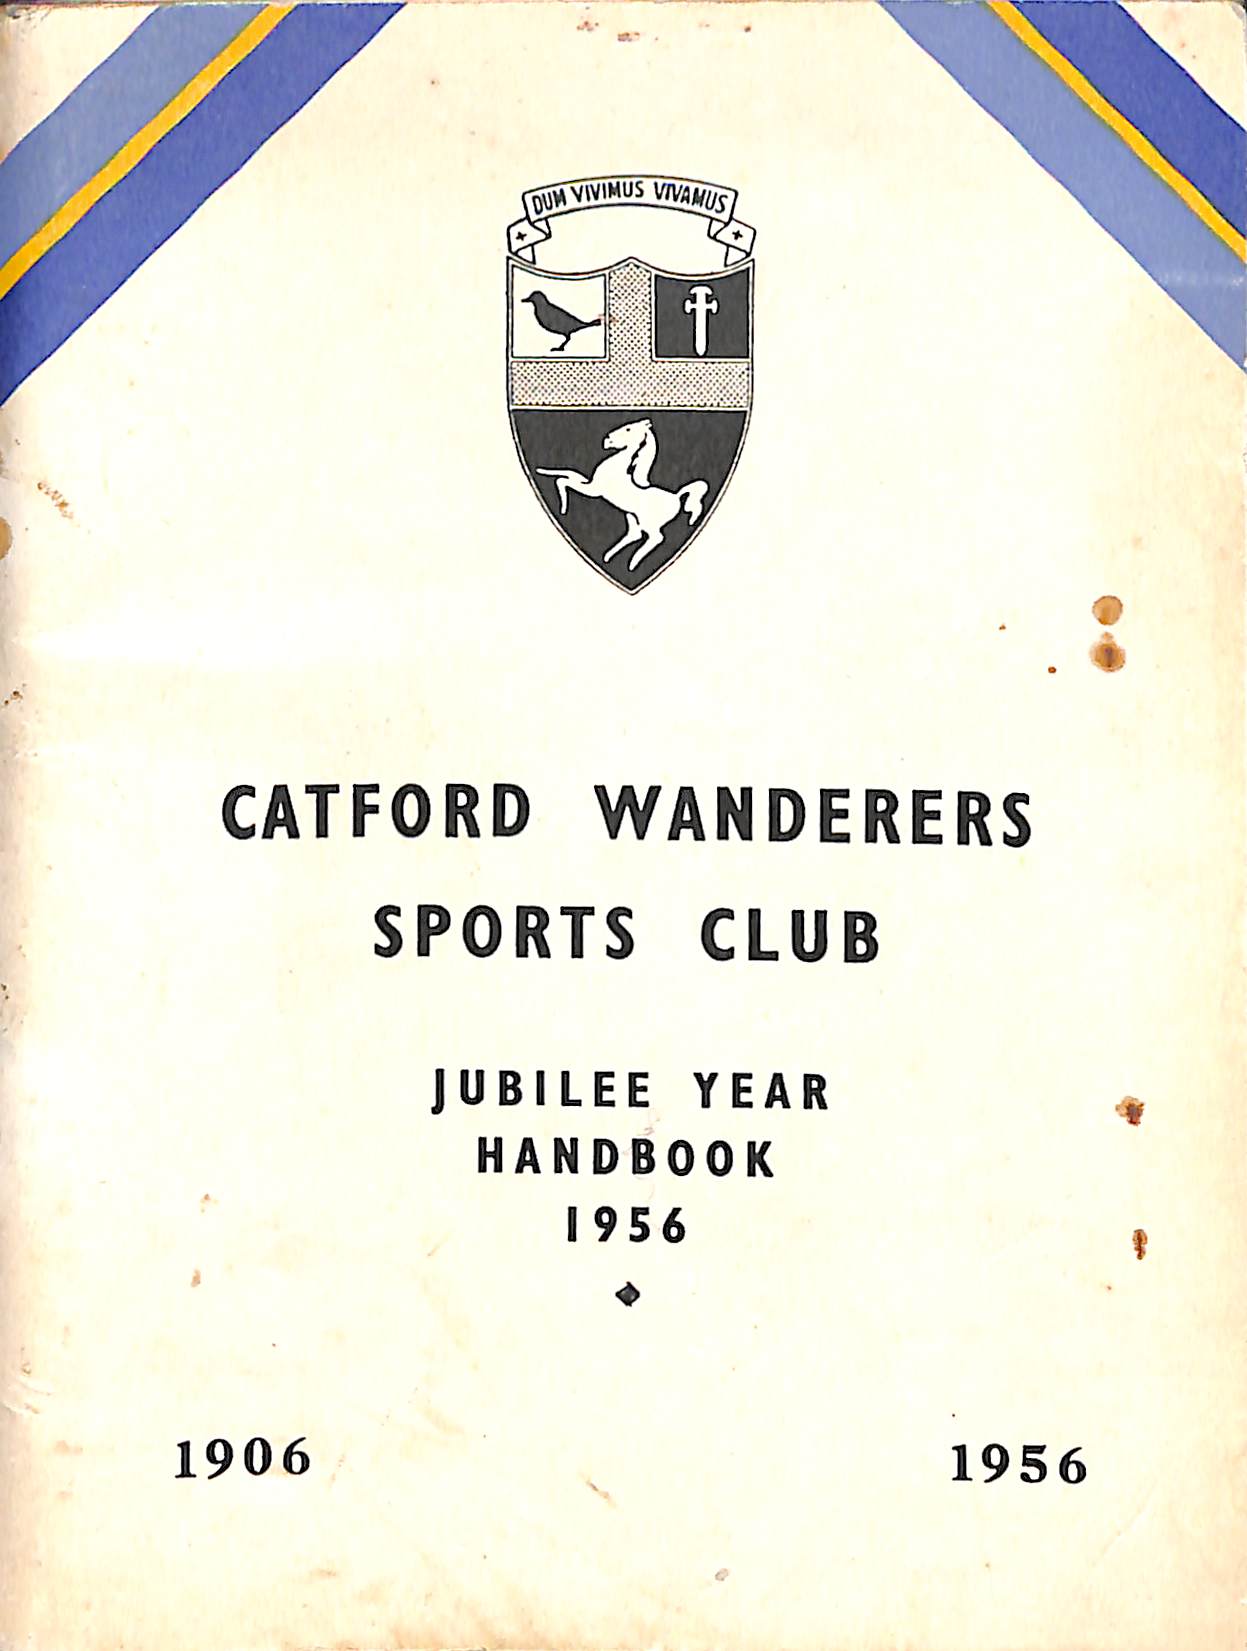 DUM VIVIMUS VIVAMUS
CATFORD WANDERERS
SPORTS CLUB
JUBILEE YEAR
HANDBOOK
1956
1906 1956